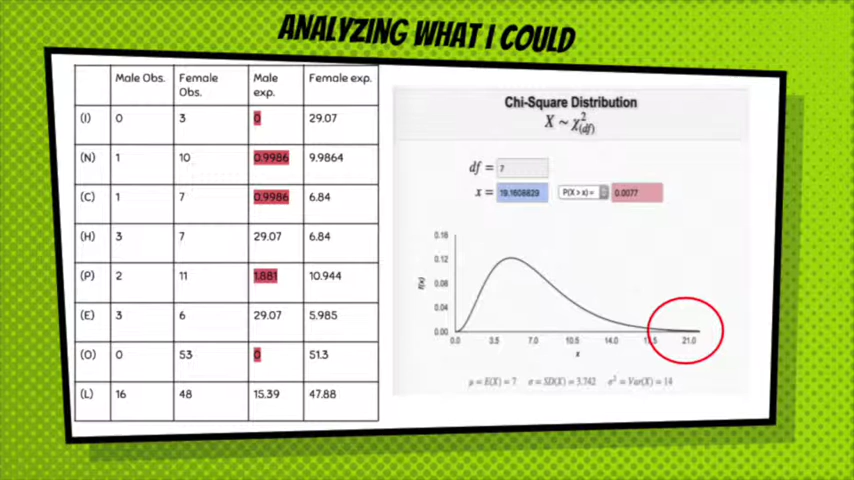 ANALYZING WHAT I COULD
Male Obs. Female Obs. Male exp. Female exp.
(I) 0 3 0 29.07
(N) 1 10 0.9986 9.9864
(C) 1 7 0.9986 6.84
(H) 3 7 29.07 6.84
(P) 2 11 1.881 10.944
(E) 3 6 29.07 5.985
(O) 0 53 0 51.3
(L) 16 48 15.39 47.88
Chi-Square Distribution
X ~ χ²(df)
df = 7
x = 19.1608829 P(X > x) = 0.0077
f(x)
0.16
0.12
0.08
0.04
0.00
0.0 3.5 7.0 10.5 14.0 21.0
x
μ = E(X) = 7 σ = SD(X) = 3.742 σ² = Var(X) = 14